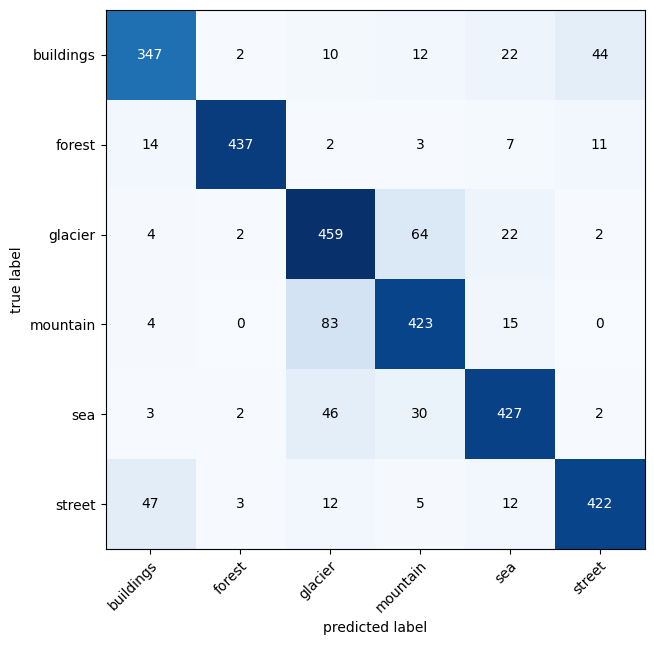 buildings 347 2 10 12 22 44
forest 14 437 2 3 7 11
glacier 4 2 459 64 22 2
mountain 4 0 83 423 15 0
sea 3 2 46 30 427 2
street 47 3 12 5 12 422
true label
buildings forest glacier mountain sea street
predicted label